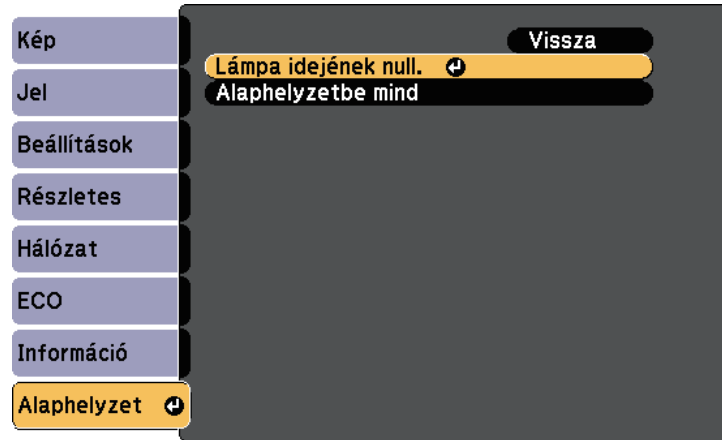 Kép
Jel
Beállítások
Részletes
Hálózat
ECO
Információ
Alaphelyzet
Vissza
Lámpa idejének null.
Alaphelyzetbe mind